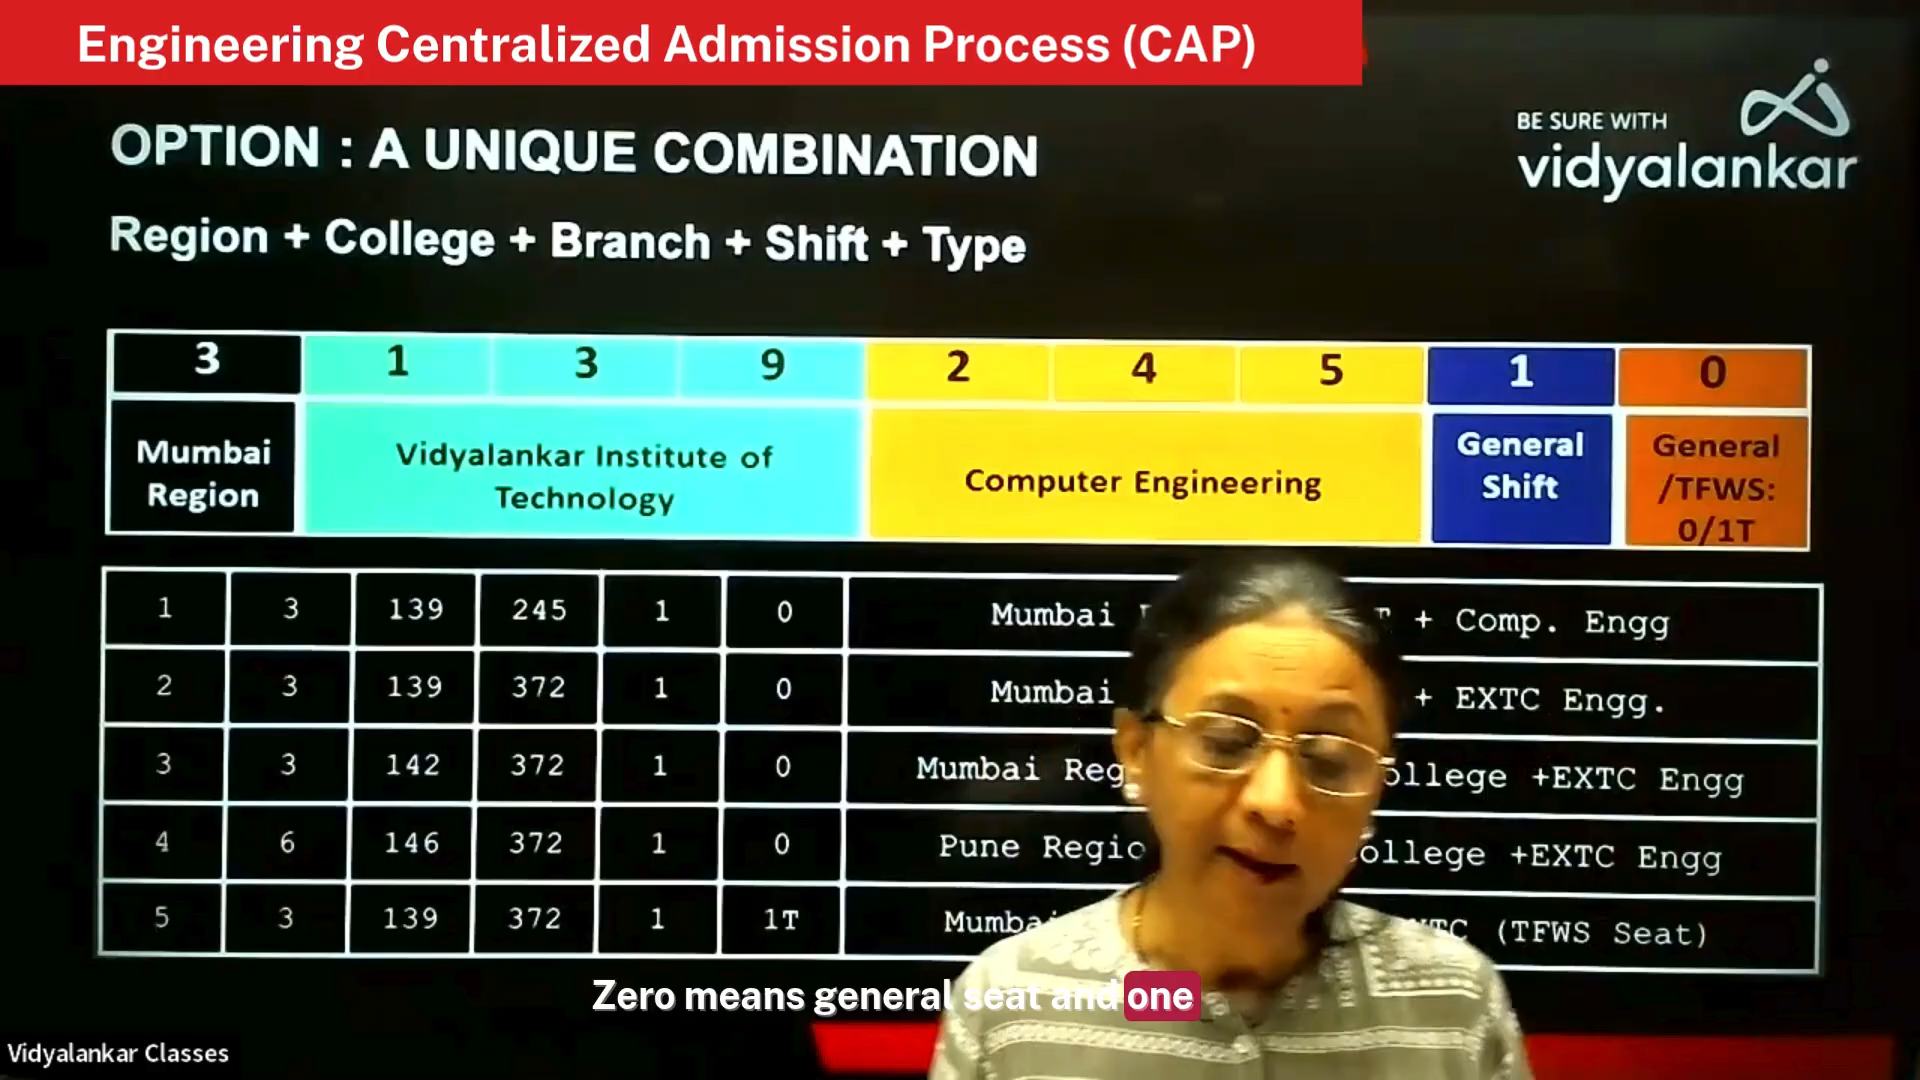 Engineering Centralized Admission Process (CAP)
BE SURE WITH
vidyalankar
OPTION : A UNIQUE COMBINATION
Region + College + Branch + Shift + Type
3 1 3 9 2 4 5 1 0
Mumbai Region
Vidyalankar Institute of Technology
Computer Engineering
General Shift
General /TFWS: 0/1T
1 3 139 245 1 0 Mumbai + Comp. Engg
2 3 139 372 1 0 Mumbai + EXTC Engg.
3 3 142 372 1 0 Mumbai +EXTC Engg
4 6 146 372 1 0 Pune +EXTC Engg
5 3 139 372 1 1T (TFWS Seat)
Zero means general seat and one
Vidyalankar Classes